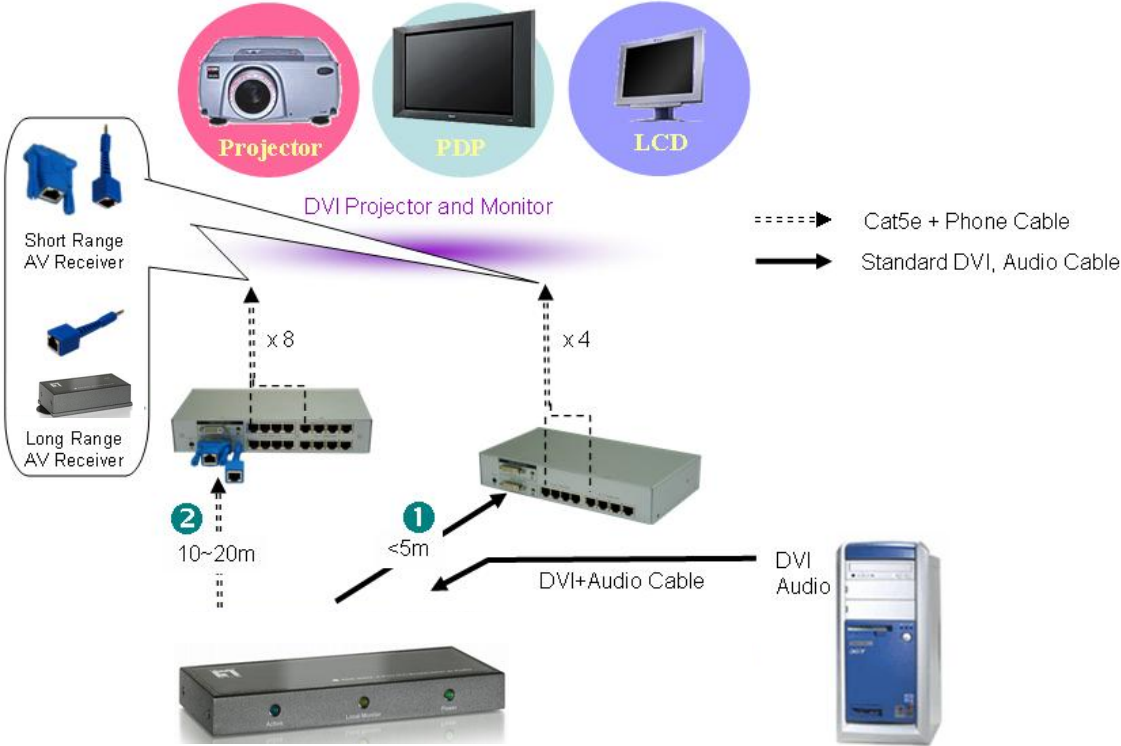 Projector
PDP
LCD
DVI Projector and Monitor
Short Range
AV Receiver
Long Range
AV Receiver
Cat5e + Phone Cable
Standard DVI, Audio Cable
x 8
x 4
2
10~20m
1
<5m
DVI+Audio Cable
DVI
Audio
acer
Active
Local Monitor
Power